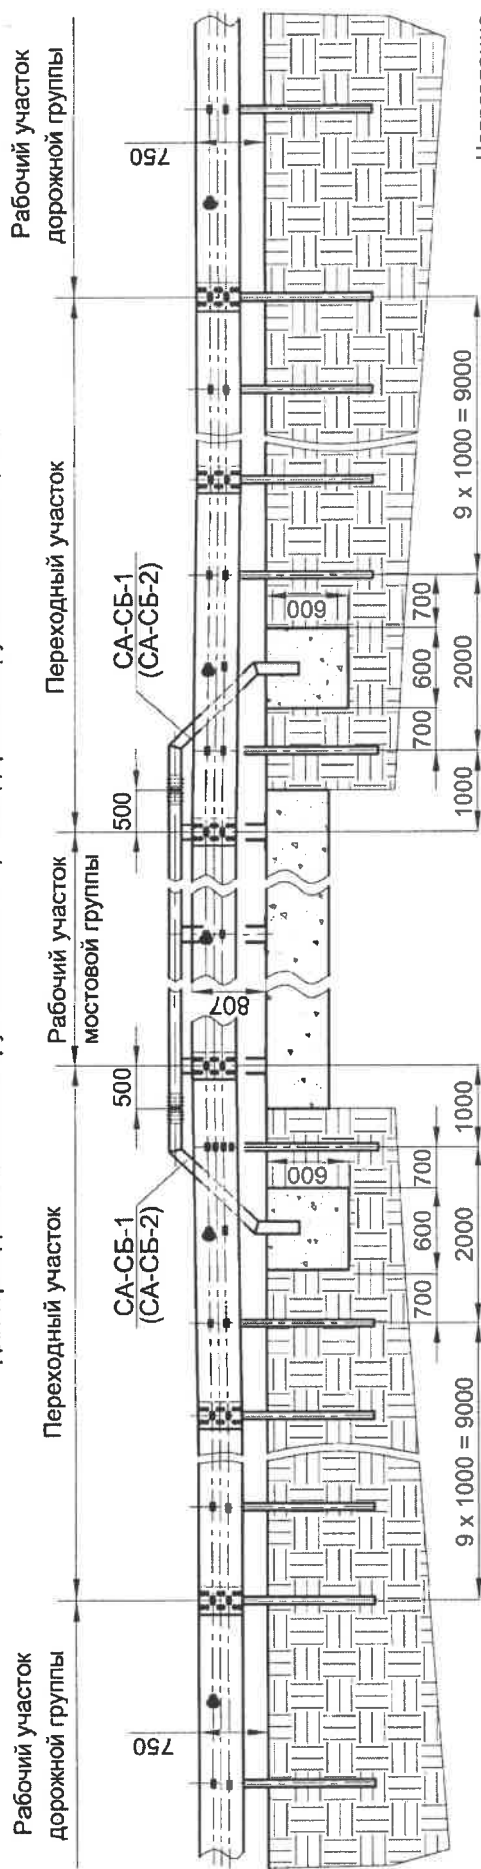 Рабочий участок
дорожной группы
Переходный участок
Рабочий участок
мостовой группы
Переходный участок
Рабочий участок
дорожной группы
СА-СБ-1
(СА-СБ-2)
500
500
СА-СБ-1
(СА-СБ-2)
750
807
750
600
600
700
600
700
700
600
700
9 x 1000 = 9000
2000
1000
1000
2000
9 x 1000 = 9000